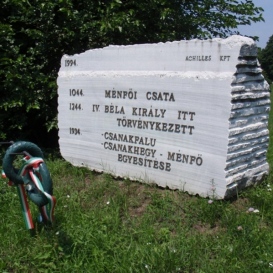 1994. ACHILLES KFT
1044. MÉNFŐI CSATA
1244. IV. BÉLA KIRÁLY ITT
TÖRVÉNYKEZETT
1934. -CSANAKFALU
-CSANAKHEGY - MÉNFŐ
EGYESÍTÉSE